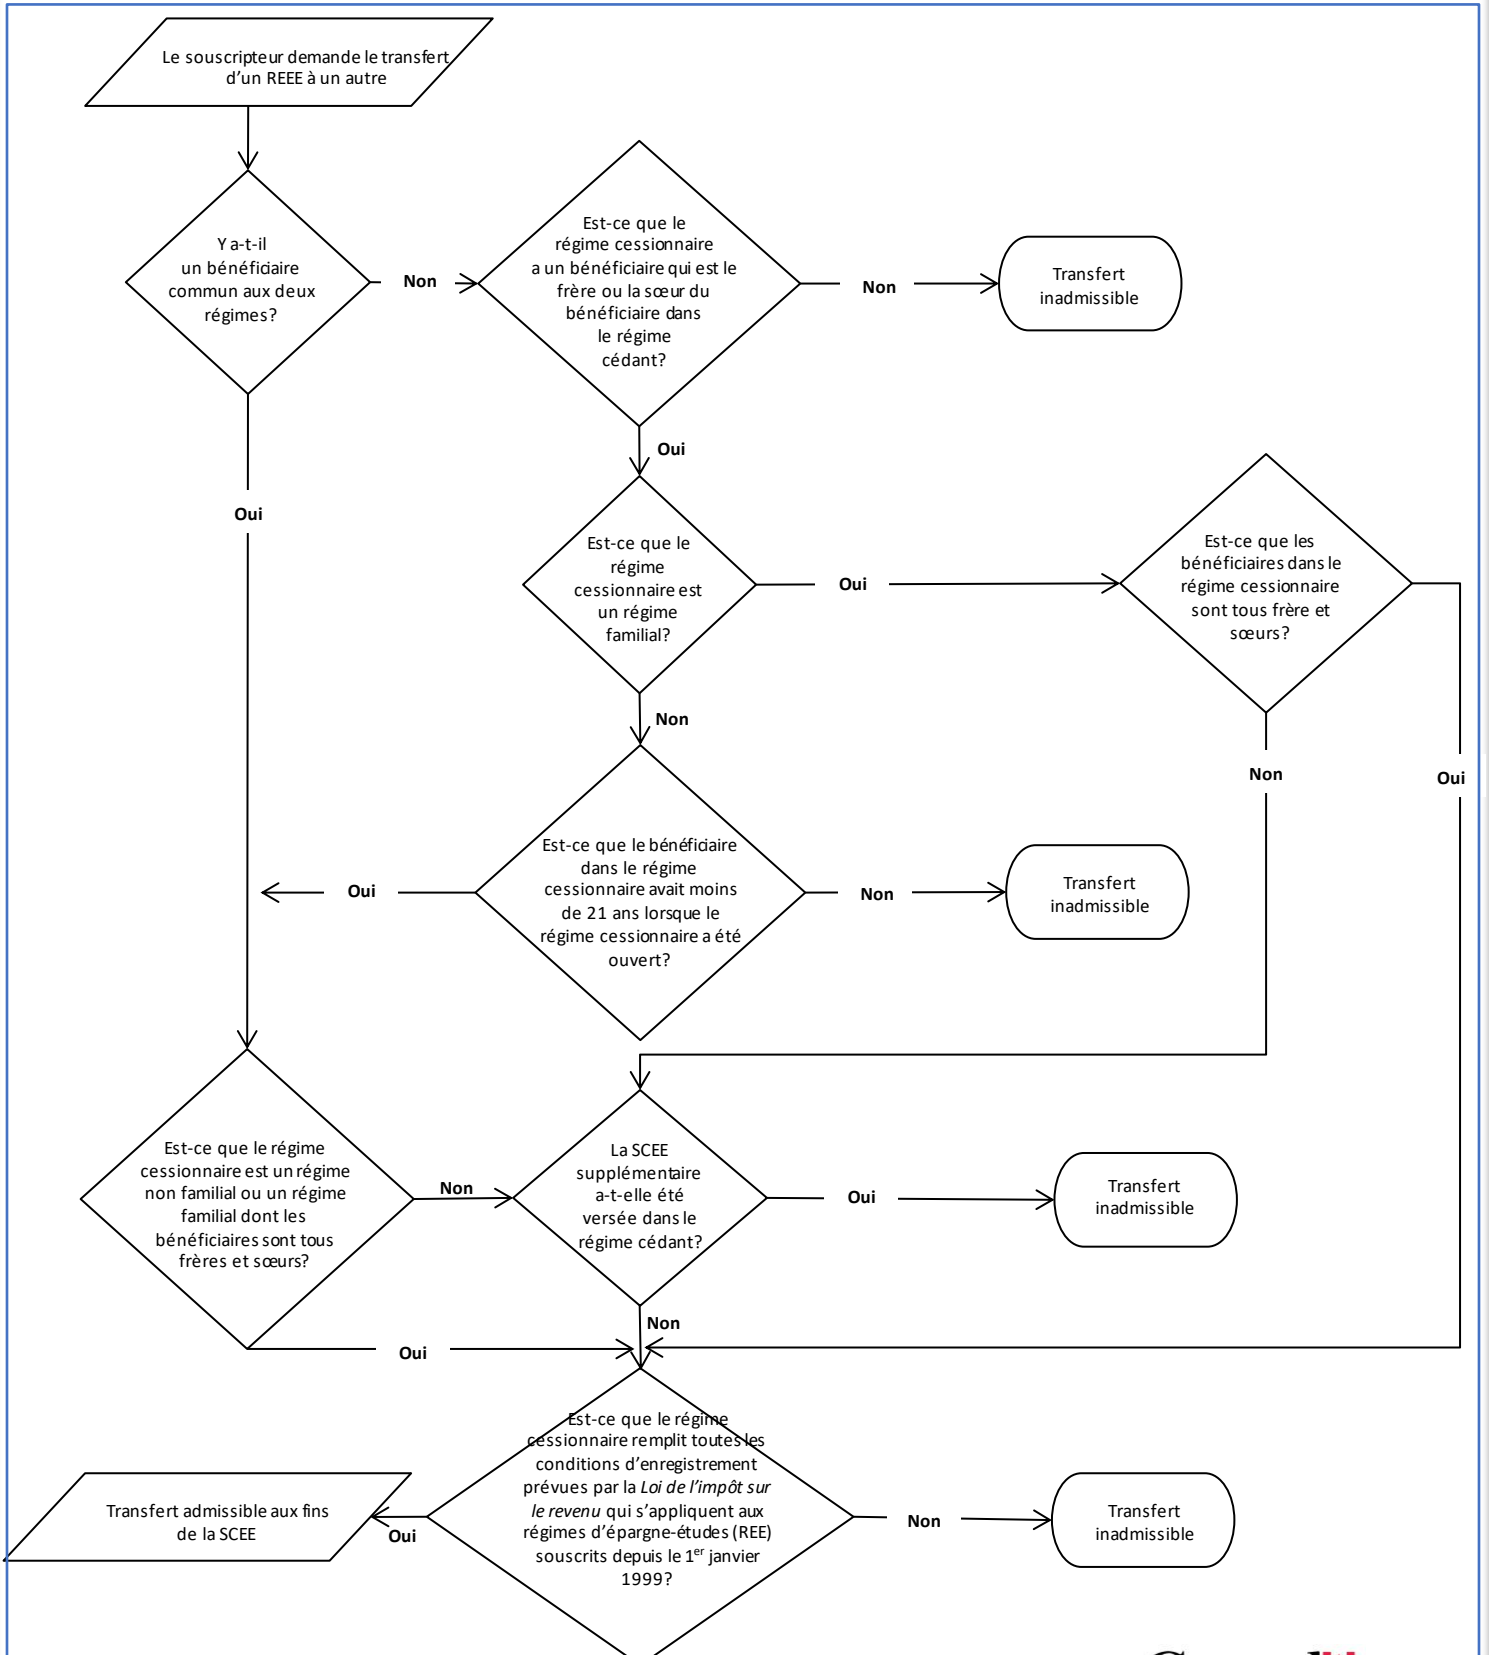 Le souscripteur demande le transfert
d'un REEE à un autre
Y a-t-il
un bénéficiaire
commun aux deux
régimes?
Non
Est-ce que le
régime cessionnaire
a un bénéficiaire qui est le
frère ou la sœur du
bénéficiaire dans
le régime
cédant?
Non
Transfert
inadmissible
Oui
Oui
Est-ce que le
régime
cessionnaire est
un régime
familial?
Oui
Est-ce que les
bénéficiaires dans le
régime cessionnaire
sont tous frère et
sœurs?
Non
Non
Oui
Est-ce que le bénéficiaire
dans le régime
cessionnaire avait moins
de 21 ans lorsque le
régime cessionnaire a été
ouvert?
Oui
Non
Transfert
inadmissible
Est-ce que le régime
cessionnaire est un régime
non familial ou un régime
familial dont les
bénéficiaires sont tous
frères et sœurs?
Non
La SCEE
supplémentaire
a-t-elle été
versée dans le
régime cédant?
Oui
Transfert
inadmissible
Non
Oui
Est-ce que le régime
cessionnaire remplit toutes les
conditions d'enregistrement
prévues par la Loi de l'impôt sur
le revenu qui s'appliquent aux
régimes d'épargne-études (REE)
souscrits depuis le 1er janvier
1999?
Oui
Transfert admissible aux fins
de la SCEE
Non
Transfert
inadmissible